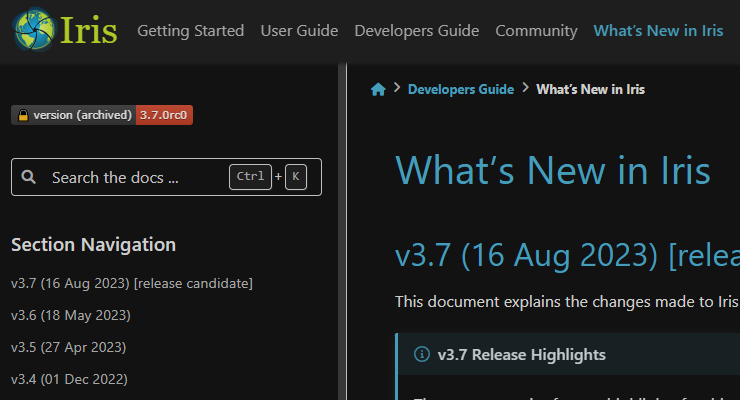 Iris Getting Started User Guide Developers Guide Community What's New in Iris
version (archived) 3.7.0rc0
Search the docs ... Ctrl + K
Section Navigation
v3.7 (16 Aug 2023) [release candidate]
v3.6 (18 May 2023)
v3.5 (27 Apr 2023)
v3.4 (01 Dec 2022)
Developers Guide What's New in Iris
What's New in Iris
v3.7 (16 Aug 2023) [relea
This document explains the changes made to Iris
v3.7 Release Highlights